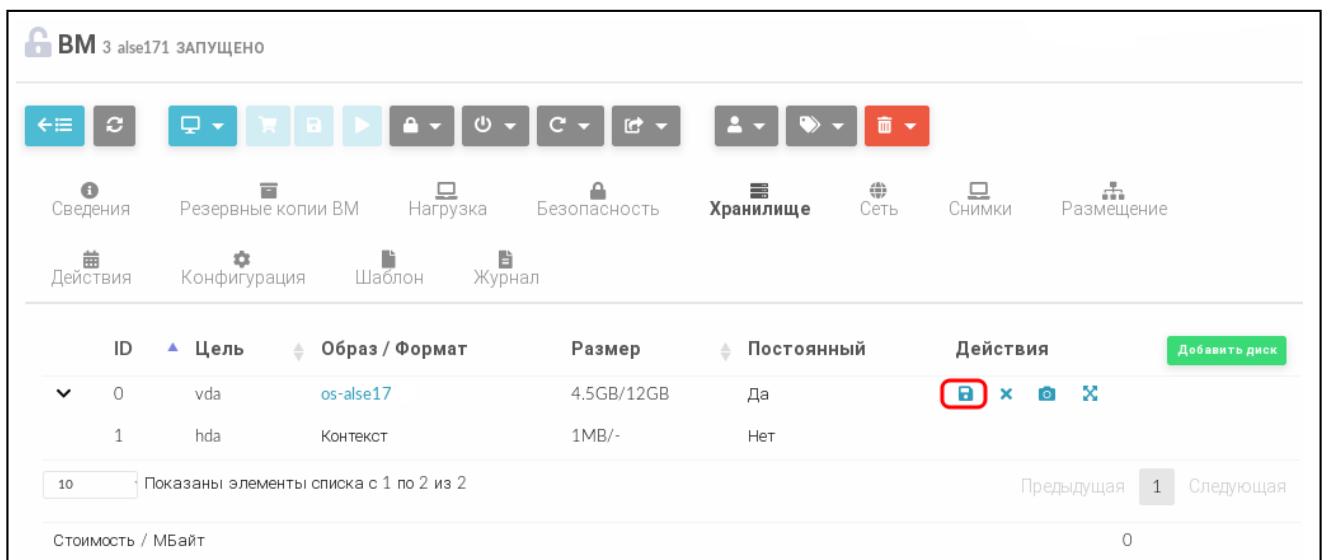 ВМ 3 alse171 ЗАПУЩЕНО
Сведения Резервные копии ВМ Нагрузка Безопасность Хранилище Сеть Снимки Размещение
Действия Конфигурация Шаблон Журнал
ID Цель Образ / Формат Размер Постоянный Действия Добавить диск
0 vda os-alse17 4.5GB/12GB Да
1 hda Контекст 1MB/- Нет
10 Показаны элементы списка с 1 по 2 из 2 Предыдущая 1 Следующая
Стоимость / МБайт 0